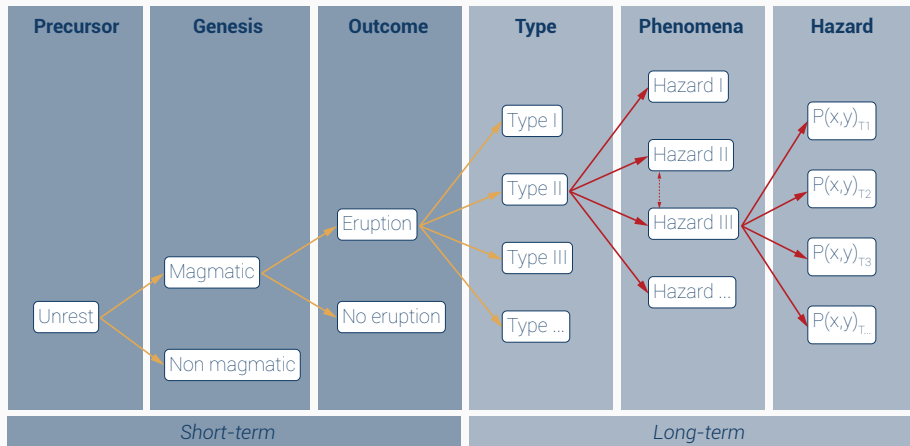 Precursor
Genesis
Outcome
Type
Phenomena
Hazard
Unrest
Magmatic
Non magmatic
Eruption
No eruption
Type I
Type II
Type III
Type ...
Hazard I
Hazard II
Hazard III
Hazard ...
P(x,y)T1
P(x,y)T2
P(x,y)T3
P(x,y)T...
Short-term
Long-term